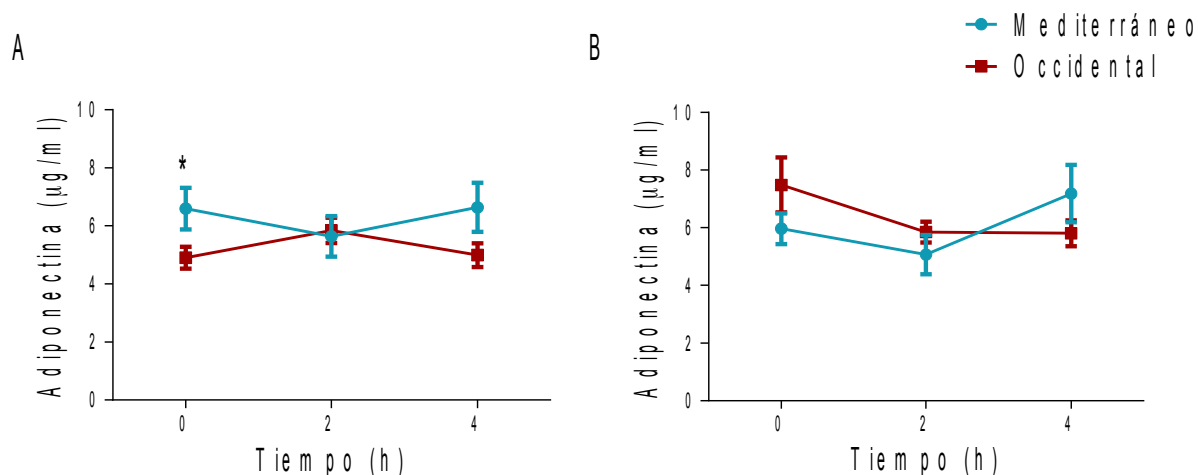 A
Adiponectina (µg/ml)
10
8
6
4
2
0
*
0 2 4
Tiempo (h)
B
Mediterráneo
Occidental
Adiponectina (µg/ml)
10
8
6
4
2
0
0 2 4
Tiempo (h)